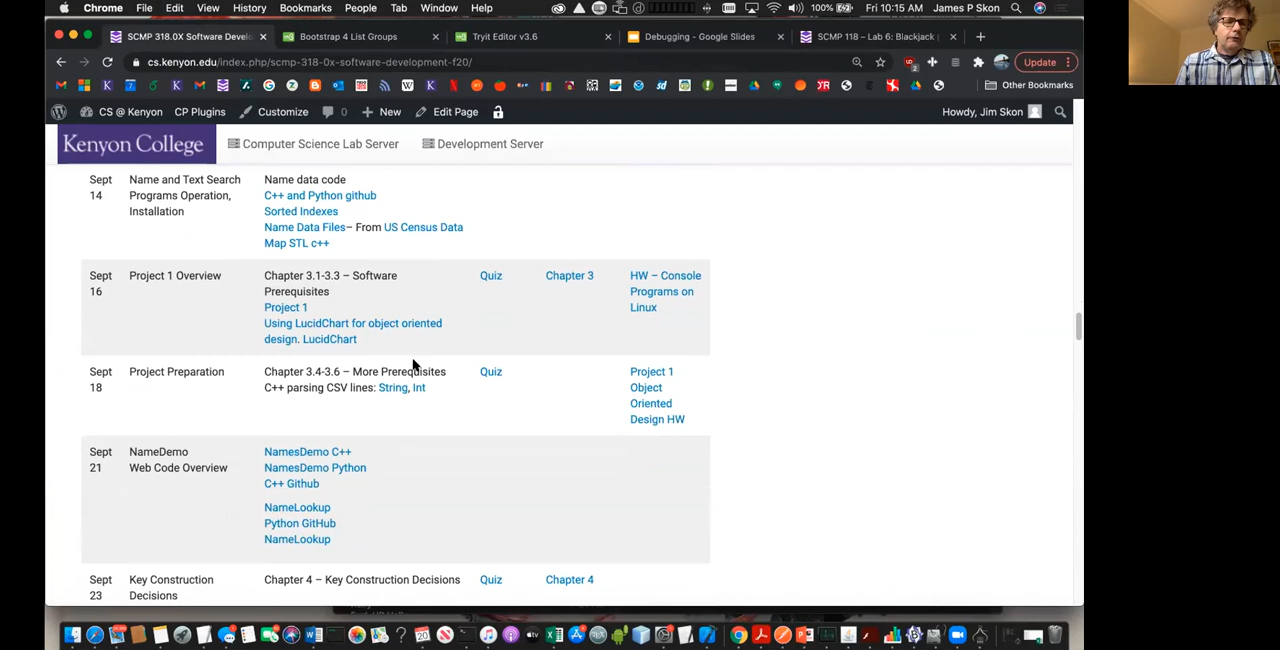 Chrome File Edit View History Bookmarks People Tab Window Help 100% Fri 10:15 AM James P Skon
SCMP 318.0X Software Develo Bootstrap 4 List Groups Tryit Editor v3.6 Debugging - Google Slides SCMP 118 – Lab 6: Blackjack
cs.kenyon.edu/index.php/scmp-318-0x-software-development-f20/ Update
Other Bookmarks
CS @ Kenyon CP Plugins Customize 0 New Edit Page Howdy, Jim Skon
Kenyon College Computer Science Lab Server Development Server
Sept 14 Name and Text Search Programs Operation, Installation
Name data code
C++ and Python github
Sorted Indexes
Name Data Files– From US Census Data
Map STL c++
Sept 16 Project 1 Overview
Chapter 3.1-3.3 – Software Prerequisites
Project 1
Using LucidChart for object oriented design. LucidChart
Quiz Chapter 3 HW – Console Programs on Linux
Sept 18 Project Preparation
Chapter 3.4-3.6 – More Prerequisites
C++ parsing CSV lines: String, Int
Quiz Project 1 Object Oriented Design HW
Sept 21 NameDemo Web Code Overview
NamesDemo C++
NamesDemo Python
C++ Github
NameLookup
Python GitHub
NameLookup
Sept 23 Key Construction Decisions
Chapter 4 – Key Construction Decisions Quiz Chapter 4